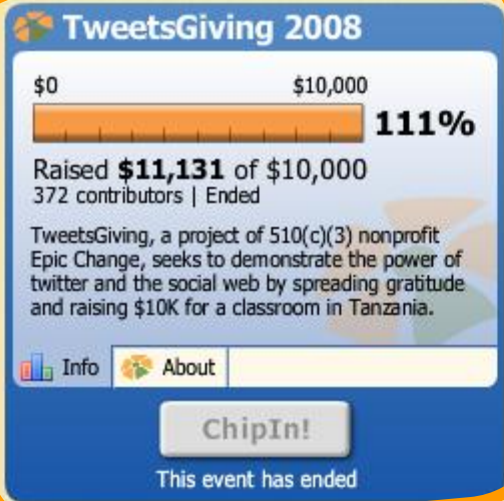 TweetsGiving 2008
$0 $10,000
111%
Raised $11,131 of $10,000
372 contributors | Ended
TweetsGiving, a project of 510(c)(3) nonprofit
Epic Change, seeks to demonstrate the power of
twitter and the social web by spreading gratitude
and raising $10K for a classroom in Tanzania.
Info About
ChipIn!
This event has ended